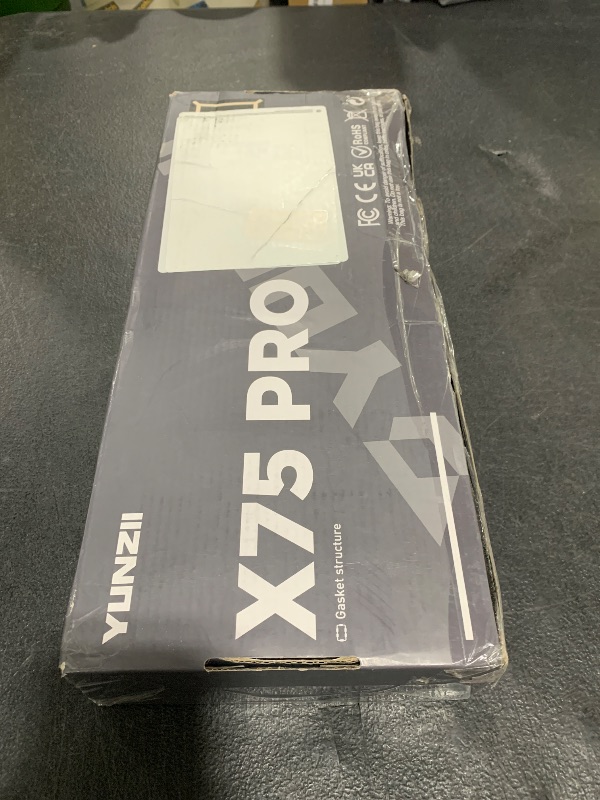 YUNZII
X75 PRO
Gasket structure
FC CE UK CA RoHS